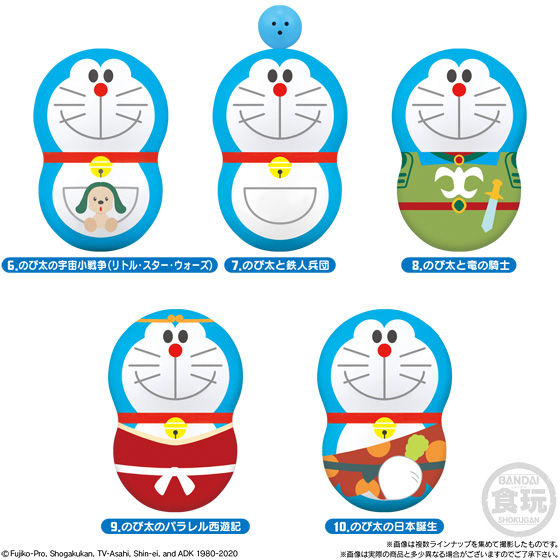 6.のび太の宇宙小戦争(リトル・スター・ウォーズ)
7.のび太と鉄人兵団
8.のび太と竜の騎士
9.のび太のパラレル西遊記
10.のび太の日本誕生
BANDAI
食玩
SHOKUGAN
※画像は複数ラインナップを集めて撮影したものです。
© Fujiko-Pro, Shogakukan, TV-Asahi, Shin-ei, and ADK 1980-2020
※画像は実際の商品と多少異なる場合がございますのでご了承下さい。